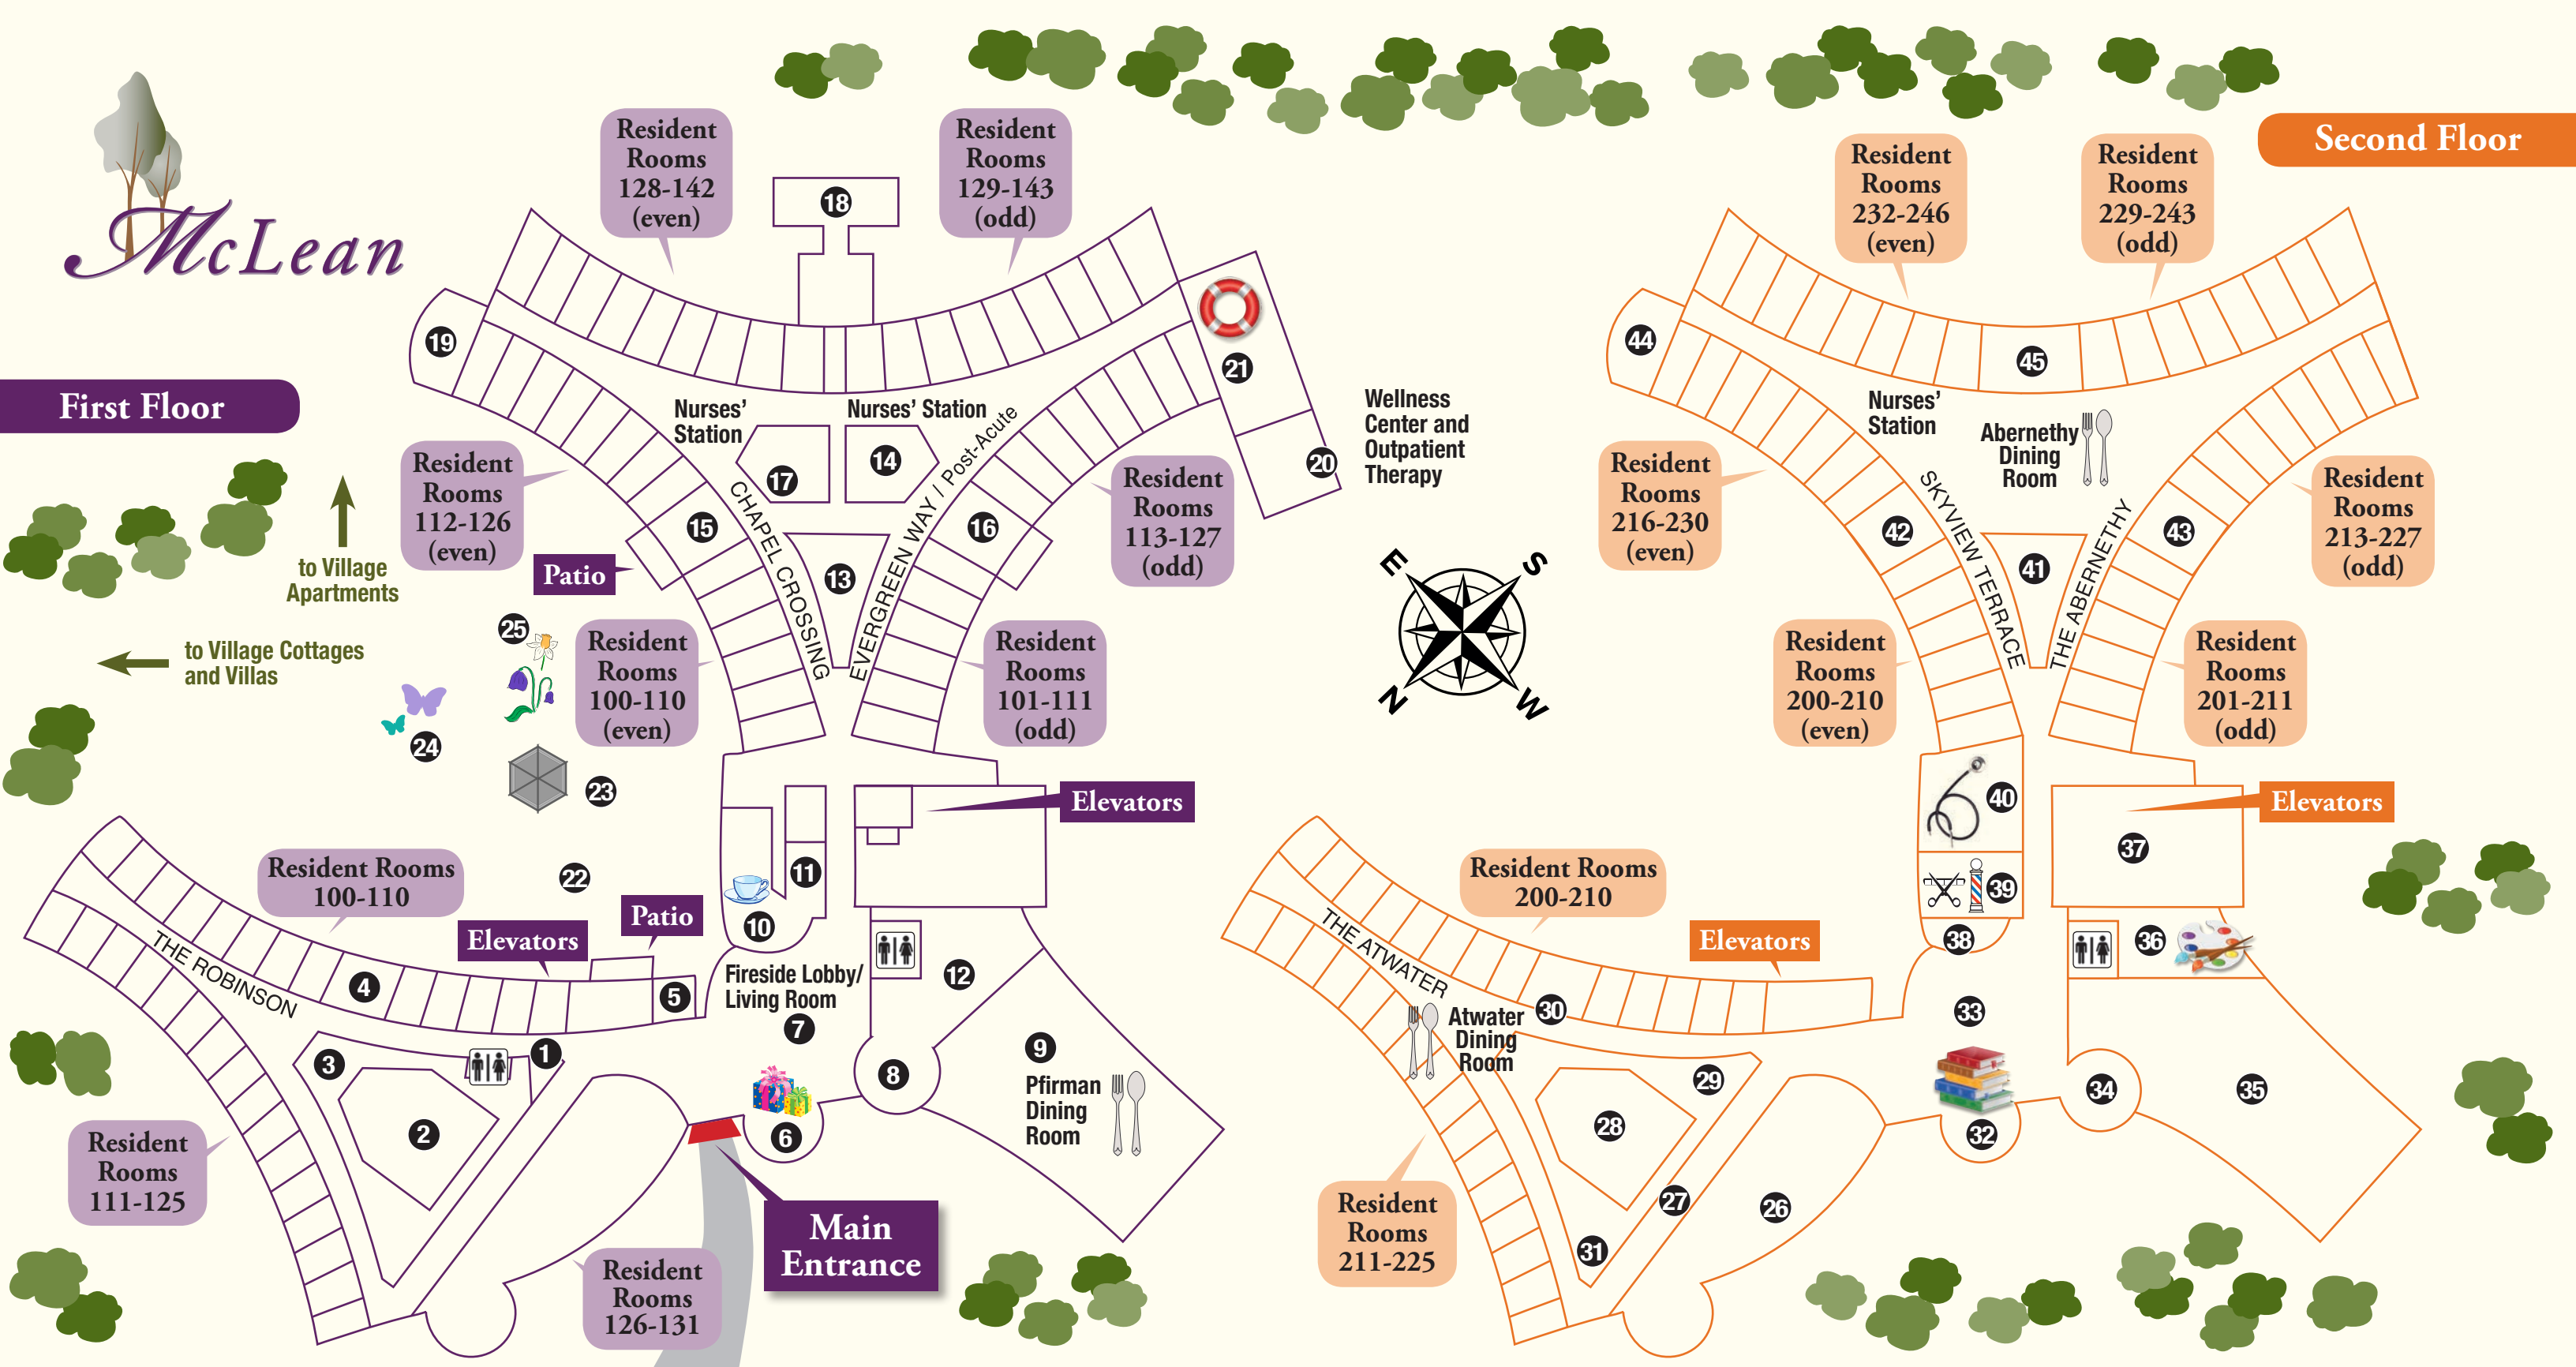 McLean
First Floor
Second Floor
Resident
Rooms
128-142
(even)
18
Resident
Rooms
129-143
(odd)
19
21
20
Wellness
Center and
Outpatient
Therapy
Nurses’
Station
Nurses’ Station
17
14
Resident
Rooms
112-126
(even)
15
CHAPEL CROSSING
13
EVERGREEN WAY / Post-Acute
16
Resident
Rooms
113-127
(odd)
Patio
to Village
Apartments
to Village Cottages
and Villas
25
24
23
22
Resident
Rooms
100-110
(even)
Resident
Rooms
101-111
(odd)
E
S
N
W
Elevators
11
10
Resident Rooms
100-110
Elevators
Patio
THE ROBINSON
4
5
Fireside Lobby/
Living Room
7
12
9
Pfirman
Dining
Room
8
3
1
2
6
Resident
Rooms
111-125
Main
Entrance
Resident
Rooms
126-131
Resident
Rooms
232-246
(even)
Resident
Rooms
229-243
(odd)
44
45
Nurses’
Station
Abernethy
Dining
Room
Resident
Rooms
216-230
(even)
42
SKYVIEW TERRACE
41
THE ABERNETHY
43
Resident
Rooms
213-227
(odd)
Resident
Rooms
200-210
(even)
Resident
Rooms
201-211
(odd)
40
Elevators
37
39
38
36
Resident Rooms
200-210
Elevators
THE ATWATER
30
Atwater
Dining
Room
33
29
34
35
28
32
27
26
31
Resident
Rooms
211-225